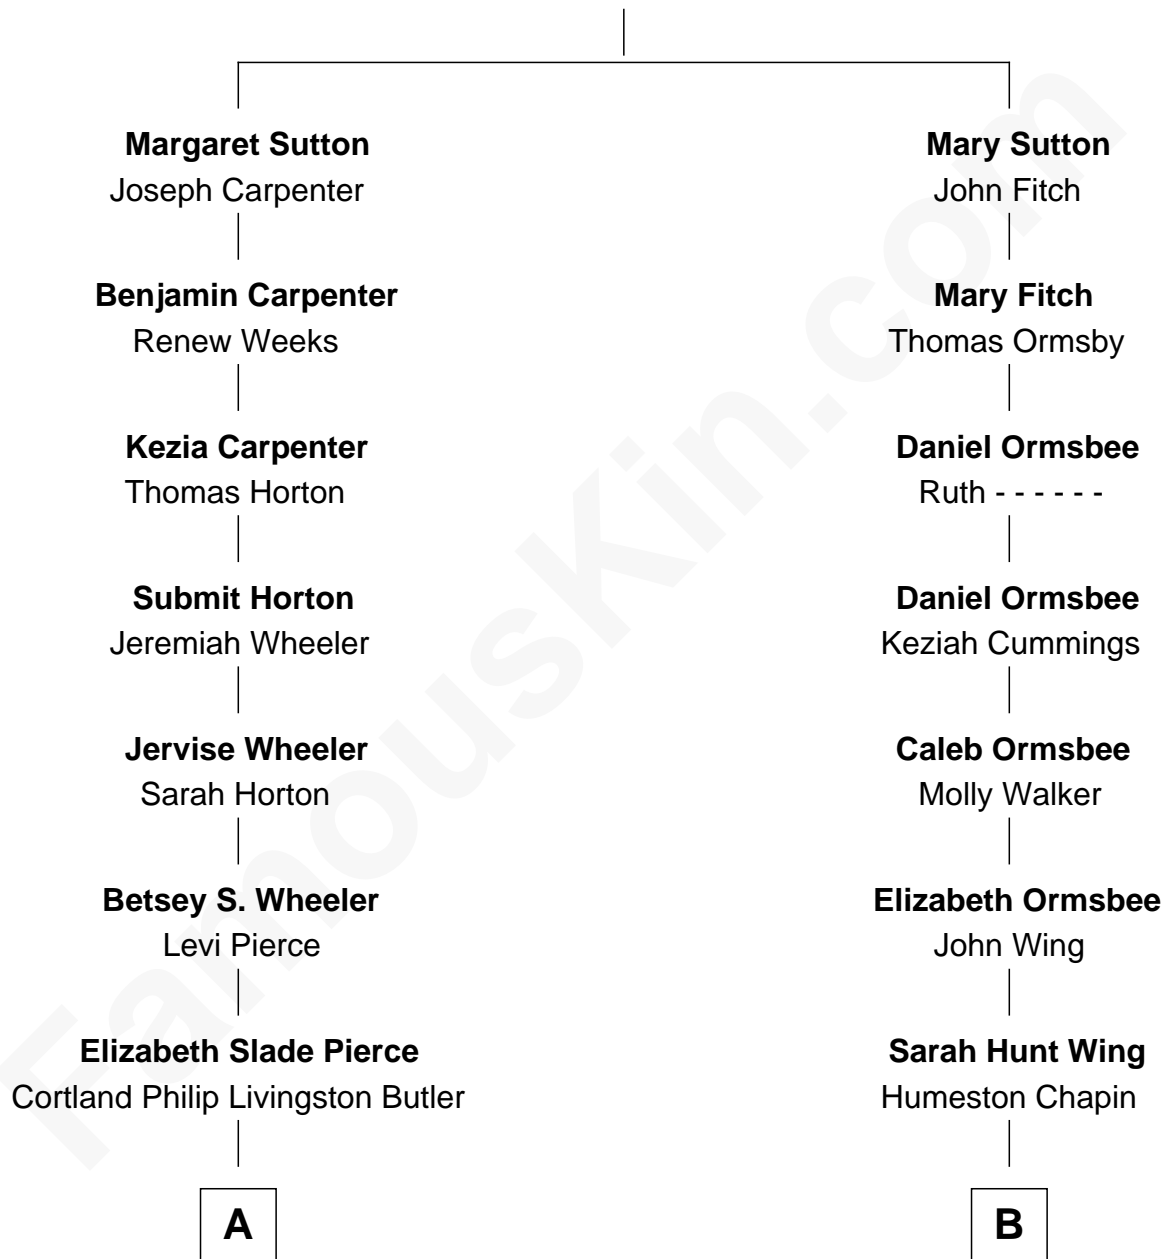 Margaret Sutton
Joseph Carpenter
Benjamin Carpenter
Renew Weeks
Kezia Carpenter
Thomas Horton
Submit Horton
Jeremiah Wheeler
Jervise Wheeler
Sarah Horton
Betsey S. Wheeler
Levi Pierce
Elizabeth Slade Pierce
Cortland Philip Livingston Butler
A
Mary Sutton
John Fitch
Mary Fitch
Thomas Ormsby
Daniel Ormsbee
Ruth - - - - - -
Daniel Ormsbee
Keziah Cummings
Caleb Ormsbee
Molly Walker
Elizabeth Ormsbee
John Wing
Sarah Hunt Wing
Humeston Chapin
B
FamousKin.com